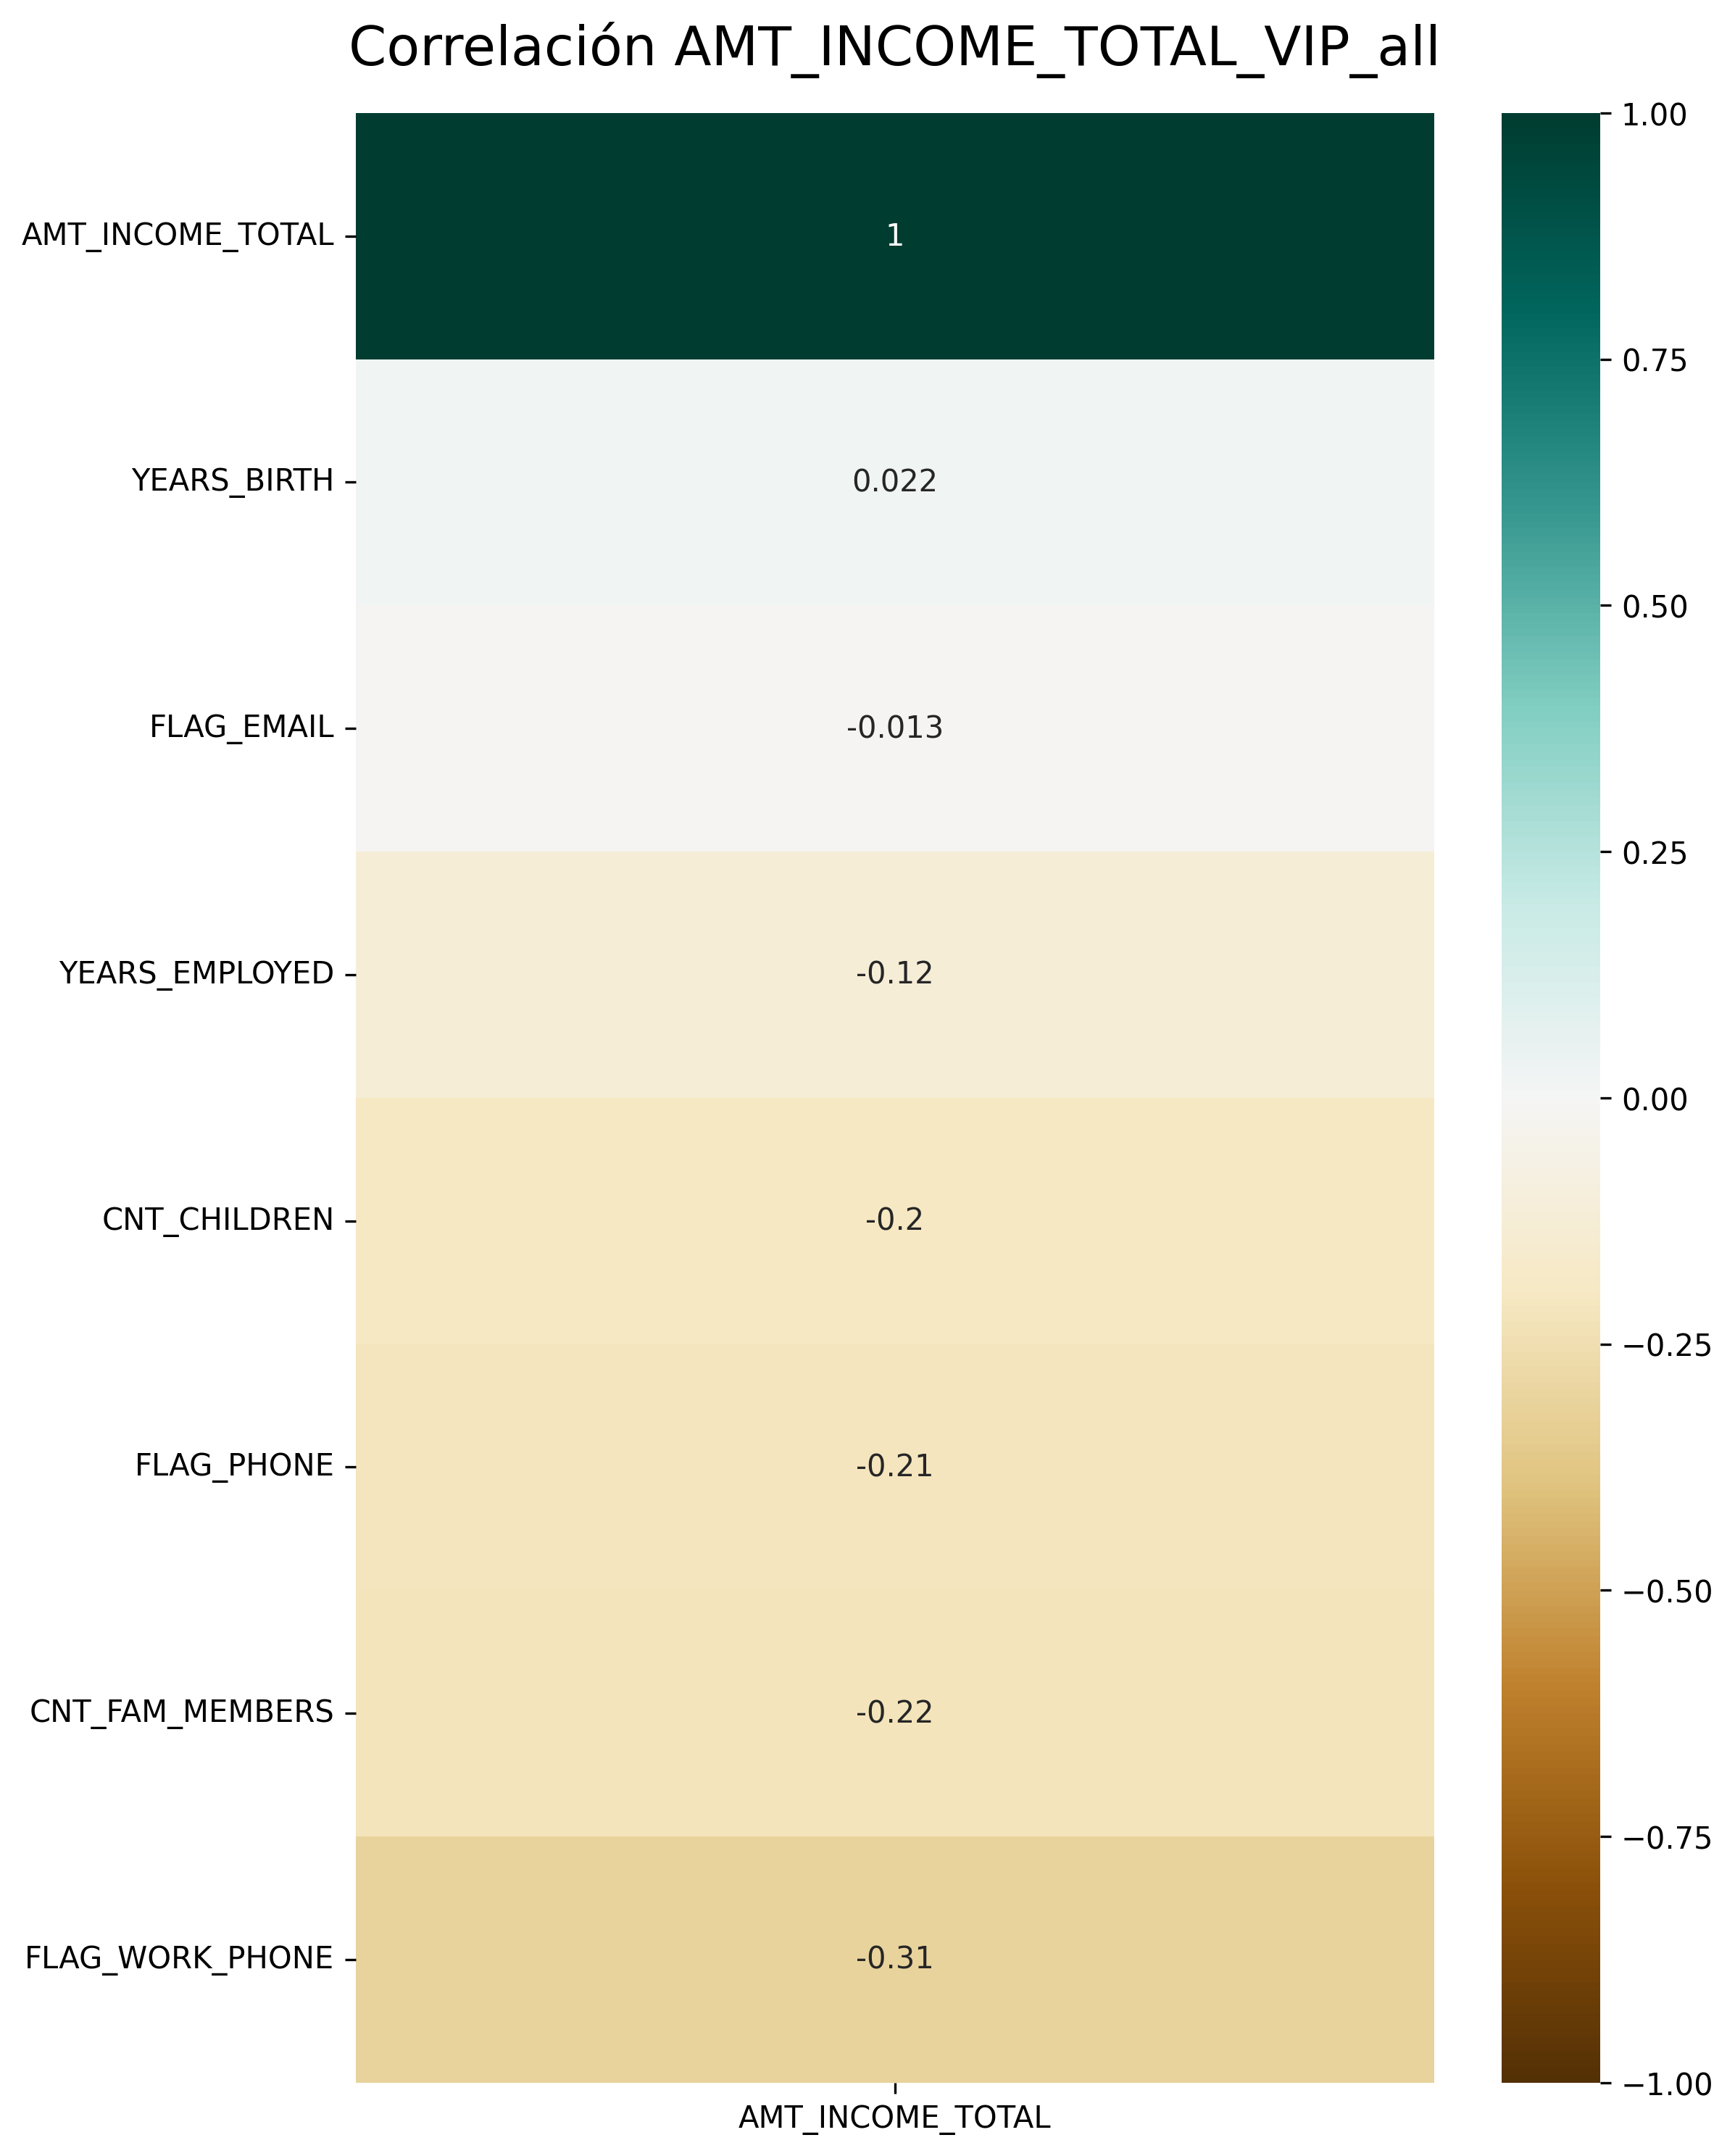 Correlación AMT_INCOME_TOTAL_VIP_all
AMT_INCOME_TOTAL
1
YEARS_BIRTH
0.022
FLAG_EMAIL
-0.013
YEARS_EMPLOYED
-0.12
CNT_CHILDREN
-0.2
FLAG_PHONE
-0.21
CNT_FAM_MEMBERS
-0.22
FLAG_WORK_PHONE
-0.31
AMT_INCOME_TOTAL
1.00
0.75
0.50
0.25
0.00
−0.25
−0.50
−0.75
−1.00